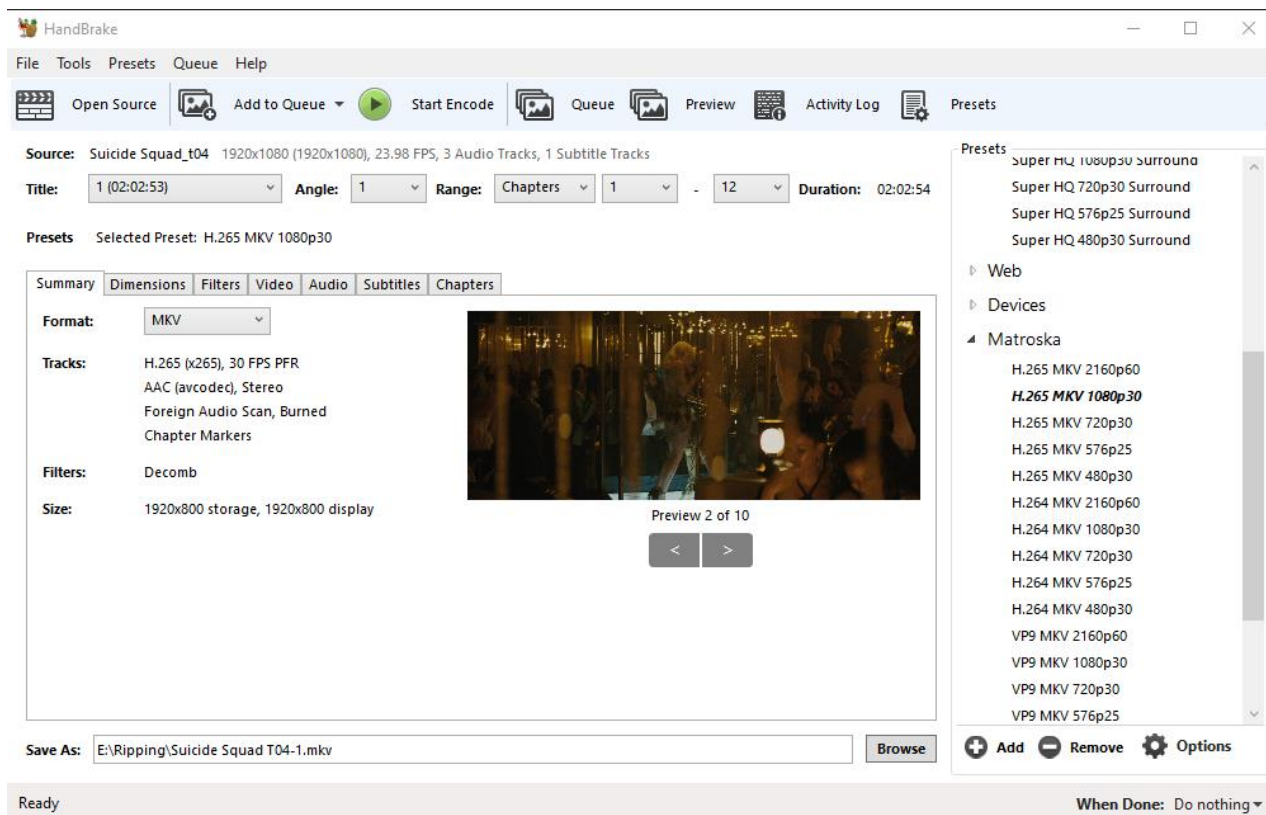 HandBrake
File Tools Presets Queue Help
Open Source Add to Queue Start Encode Queue Preview Activity Log Presets
Source: Suicide Squad_t04 1920x1080 (1920x1080), 23.98 FPS, 3 Audio Tracks, 1 Subtitle Tracks
Title: 1 (02:02:53) Angle: 1 Range: Chapters 1 - 12 Duration: 02:02:54
Presets Selected Preset: H.265 MKV 1080p30
Summary Dimensions Filters Video Audio Subtitles Chapters
Format: MKV
Tracks: H.265 (x265), 30 FPS PFR
AAC (avcodec), Stereo
Foreign Audio Scan, Burned
Chapter Markers
Filters: Decomb
Size: 1920x800 storage, 1920x800 display
Preview 2 of 10
< >
Save As: E:\Ripping\Suicide Squad T04-1.mkv Browse
Presets
Super HQ 1080p30 Surround
Super HQ 720p30 Surround
Super HQ 576p25 Surround
Super HQ 480p30 Surround
Web
Devices
Matroska
H.265 MKV 2160p60
H.265 MKV 1080p30
H.265 MKV 720p30
H.265 MKV 576p25
H.265 MKV 480p30
H.264 MKV 2160p60
H.264 MKV 1080p30
H.264 MKV 720p30
H.264 MKV 576p25
H.264 MKV 480p30
VP9 MKV 2160p60
VP9 MKV 1080p30
VP9 MKV 720p30
VP9 MKV 576p25
Add Remove Options
Ready When Done: Do nothing